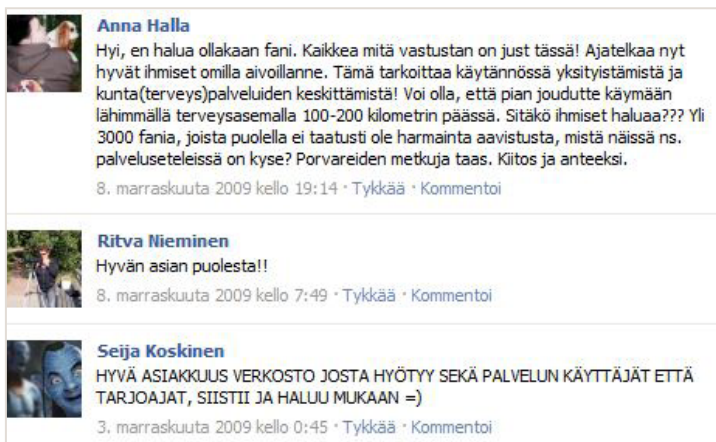 Anna Halla
Hyi, en halua ollakaan fani. Kaikkea mitä vastustan on just tässä! Ajatelkaa nyt
hyvät ihmiset omilla aivoillanne. Tämä tarkoittaa käytännössä yksityistämistä ja
kunta(terveys)palveluiden keskittämistä! Voi olla, että pian joudutte käymään
lähimmällä terveysasemalla 100-200 kilometrin päässä. Sitäkö ihmiset haluaa??? Yli
3000 fania, joista puolella ei taatusti ole harmainta aavistusta, mistä näissä ns.
palveluseteleissä on kyse? Porvareiden metkuja taas. Kiitos ja anteeksi.
8. marraskuuta 2009 kello 19:14 · Tykkää · Kommentoi
Ritva Nieminen
Hyvän asian puolesta!!
8. marraskuuta 2009 kello 7:49 · Tykkää · Kommentoi
Seija Koskinen
HYVÄ ASIAKKUUS VERKOSTO JOSTA HYÖTYY SEKÄ PALVELUN KÄYTTÄJÄT ETTÄ
TARJOAJAT, SIISTII JA HALUU MUKAAN =)
3. marraskuuta 2009 kello 0:45 · Tykkää · Kommentoi